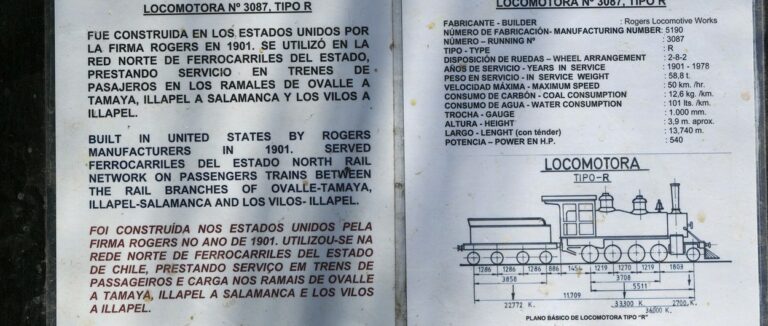 LOCOMOTORA Nº 3087, TIPO R
FUE CONSTRUIDA EN LOS ESTADOS UNIDOS POR
LA FIRMA ROGERS EN 1901. SE UTILIZÓ EN LA
RED NORTE DE FERROCARRILES DEL ESTADO,
PRESTANDO SERVICIO EN TRENES DE
PASAJEROS EN LOS RAMALES DE OVALLE A
TAMAYA, ILLAPEL A SALAMANCA Y LOS VILOS A
ILLAPEL.
BUILT IN UNITED STATES BY ROGERS
MANUFACTURERS IN 1901. SERVED
FERROCARRILES DEL ESTADO NORTH RAIL
NETWORK ON PASSENGERS TRAINS BETWEEN
THE RAIL BRANCHES OF OVALLE-TAMAYA,
ILLAPEL-SALAMANCA AND LOS VILOS- ILLAPEL.
FOI CONSTRUÍDA NOS ESTADOS UNIDOS PELA
FIRMA ROGERS NO ANO DE 1901. UTILIZOU-SE NA
REDE NORTE DE FERROCARRILES DEL ESTADO
DE CHILE, PRESTANDO SERVIÇO EM TRENS DE
PASSAGEIROS E CARGA NOS RAMAIS DE OVALLE
A TAMAYA, ILLAPEL A SALAMANCA E LOS VILOS
A ILLAPEL.
LOCOMOTORA Nº 3087, TIPO R
FABRICANTE - BUILDER : Rogers Locomotive Works
NÚMERO DE FABRICACIÓN- MANUFACTURING NUMBER: 5190
NÚMERO – RUNNING Nº : 3087
TIPO - TYPE : R
DISPOSICIÓN DE RUEDAS – WHEEL ARRANGEMENT : 2-8-2
AÑOS DE SERVICIO - YEARS IN SERVICE : 1901 - 1978
PESO EN SERVICIO - IN SERVICE WEIGHT : 58,8 t.
VELOCIDAD MÁXIMA - MAXIMUM SPEED : 50 km. /hr.
CONSUMO DE CARBÓN - COAL CONSUMPTION : 12,6 kg. /km.
CONSUMO DE AGUA - WATER CONSUMPTION : 101 lts. /km.
TROCHA - GAUGE : 1.000 mm.
ALTURA - HEIGHT : 3,9 m. aprox.
LARGO - LENGHT (con ténder) : 13,740 m.
POTENCIA – POWER EN H.P. : 540
LOCOMOTORA
TIPO-R
1286 1286 1286 886 1454 1219 1270 1219 1803
3858 3708
5511
11709
22772 K. 33300 K. 2700 K.
36000 K.
PLANO BÁSICO DE LOCOMOTORA TIPO "R"